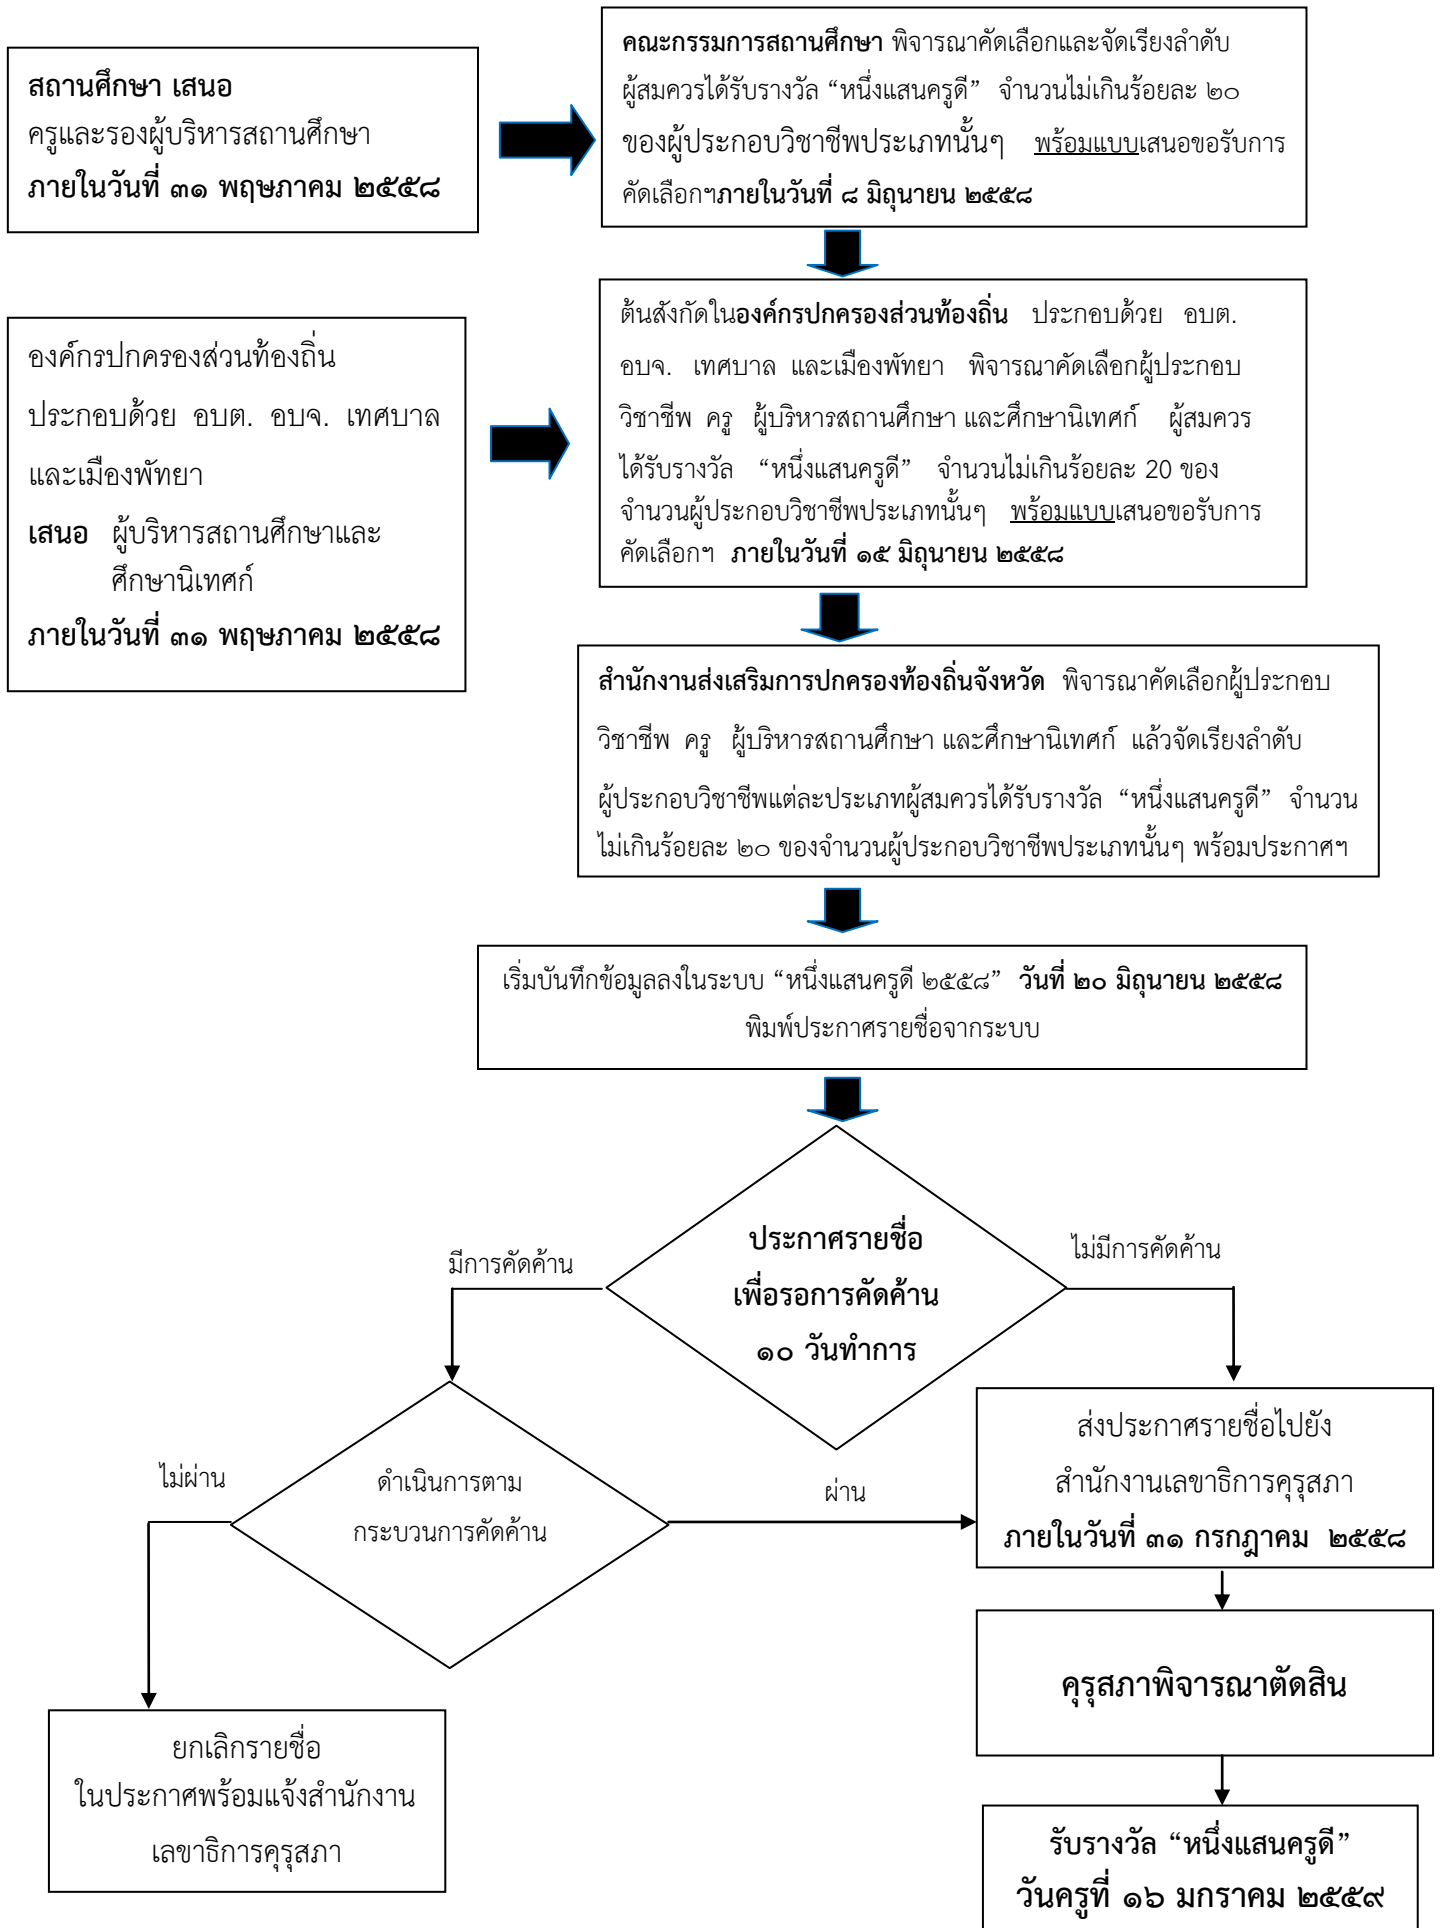 สถานศึกษา เสนอ
ครูและรองผู้บริหารสถานศึกษา
ภายในวันที่ ๓๑ พฤษภาคม ๒๕๕๘
คณะกรรมการสถานศึกษา พิจารณาคัดเลือกและจัดเรียงลำดับ
ผู้สมควรได้รับรางวัล “หนึ่งแสนครูดี” จำนวนไม่เกินร้อยละ ๒๐
ของผู้ประกอบวิชาชีพประเภทนั้นๆ พร้อมแบบเสนอขอรับการ
คัดเลือกฯภายในวันที่ ๘ มิถุนายน ๒๕๕๘
องค์กรปกครองส่วนท้องถิ่น
ประกอบด้วย อบต. อบจ. เทศบาล
และเมืองพัทยา
เสนอ ผู้บริหารสถานศึกษาและ
ศึกษานิเทศก์
ภายในวันที่ ๓๑ พฤษภาคม ๒๕๕๘
ต้นสังกัดในองค์กรปกครองส่วนท้องถิ่น ประกอบด้วย อบต.
อบจ. เทศบาล และเมืองพัทยา พิจารณาคัดเลือกผู้ประกอบ
วิชาชีพ ครู ผู้บริหารสถานศึกษา และศึกษานิเทศก์ ผู้สมควร
ได้รับรางวัล “หนึ่งแสนครูดี” จำนวนไม่เกินร้อยละ 20 ของ
จำนวนผู้ประกอบวิชาชีพประเภทนั้นๆ พร้อมแบบเสนอขอรับการ
คัดเลือกฯ ภายในวันที่ ๑๕ มิถุนายน ๒๕๕๘
สำนักงานส่งเสริมการปกครองท้องถิ่นจังหวัด พิจารณาคัดเลือกผู้ประกอบ
วิชาชีพ ครู ผู้บริหารสถานศึกษา และศึกษานิเทศก์ แล้วจัดเรียงลำดับ
ผู้ประกอบวิชาชีพแต่ละประเภทผู้สมควรได้รับรางวัล “หนึ่งแสนครูดี” จำนวน
ไม่เกินร้อยละ ๒๐ ของจำนวนผู้ประกอบวิชาชีพประเภทนั้นๆ พร้อมประกาศฯ
เริ่มบันทึกข้อมูลลงในระบบ “หนึ่งแสนครูดี ๒๕๕๘” วันที่ ๒๐ มิถุนายน ๒๕๕๘
พิมพ์ประกาศรายชื่อจากระบบ
ประกาศรายชื่อ
เพื่อรอการคัดค้าน
๑๐ วันทำการ
มีการคัดค้าน
ไม่มีการคัดค้าน
ดำเนินการตาม
กระบวนการคัดค้าน
ไม่ผ่าน
ผ่าน
ส่งประกาศรายชื่อไปยัง
สำนักงานเลขาธิการคุรุสภา
ภายในวันที่ ๓๑ กรกฎาคม ๒๕๕๘
คุรุสภาพิจารณาตัดสิน
ยกเลิกรายชื่อ
ในประกาศพร้อมแจ้งสำนักงาน
เลขาธิการคุรุสภา
รับรางวัล “หนึ่งแสนครูดี”
วันครูที่ ๑๖ มกราคม ๒๕๕๙